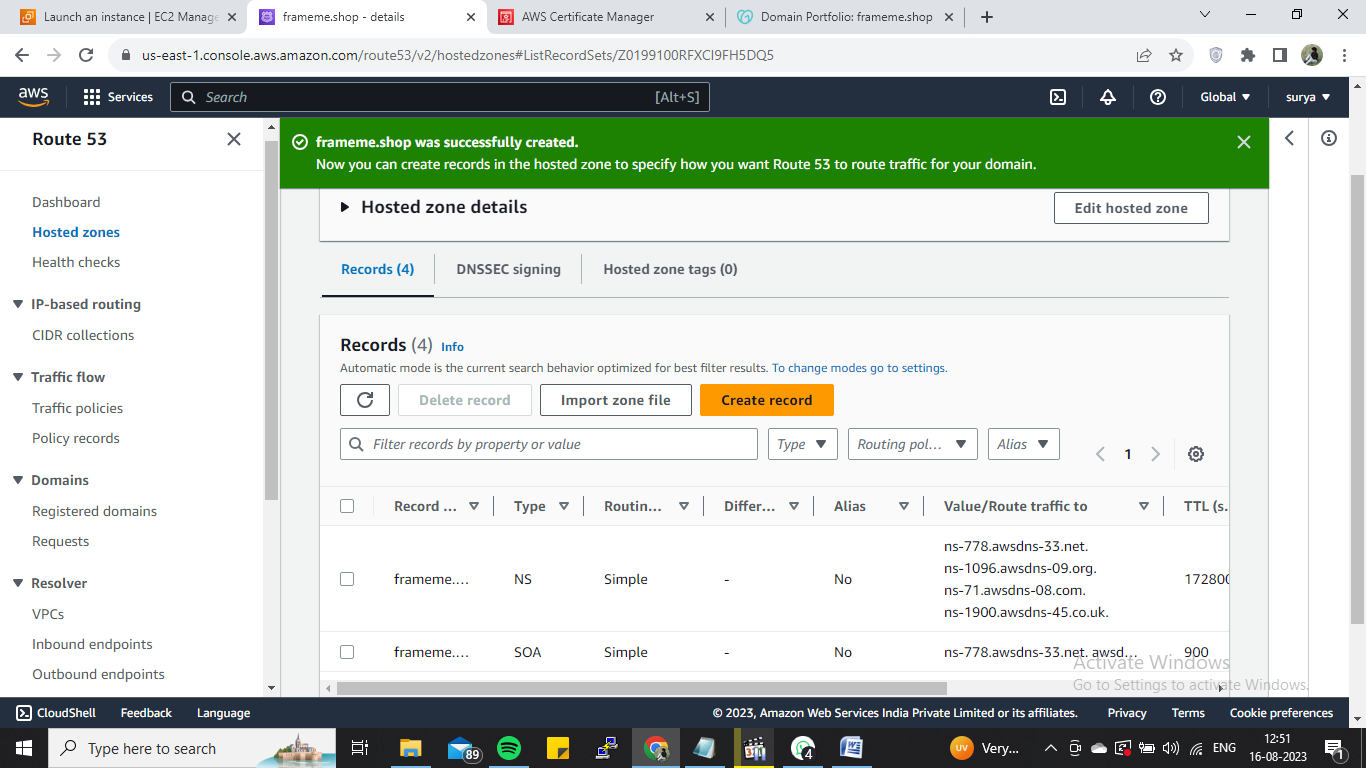 Launch an instance | EC2 Manage
frameme.shop - details
AWS Certificate Manager
Domain Portfolio: frameme.shop
us-east-1.console.aws.amazon.com/route53/v2/hostedzones#ListRecordSets/Z0199100RFXCI9FH5DQ5
aws
Services
Search
[Alt+S]
Global
surya
Route 53
Dashboard
Hosted zones
Health checks
IP-based routing
CIDR collections
Traffic flow
Traffic policies
Policy records
Domains
Registered domains
Requests
Resolver
VPCs
Inbound endpoints
Outbound endpoints
frameme.shop was successfully created.
Now you can create records in the hosted zone to specify how you want Route 53 to route traffic for your domain.
Hosted zone details
Edit hosted zone
Records (4)
DNSSEC signing
Hosted zone tags (0)
Records (4) Info
Automatic mode is the current search behavior optimized for best filter results. To change modes go to settings.
Delete record
Import zone file
Create record
Filter records by property or value
Type
Routing pol...
Alias
1
Record ...
Type
Routin...
Differ...
Alias
Value/Route traffic to
TTL (s.
frameme....
NS
Simple
-
No
ns-778.awsdns-33.net.
ns-1096.awsdns-09.org.
ns-71.awsdns-08.com.
ns-1900.awsdns-45.co.uk.
172800
frameme....
SOA
Simple
-
No
ns-778.awsdns-33.net. awsd...
900
Activate Windows
Go to Settings to activate Windows.
CloudShell
Feedback
Language
© 2023, Amazon Web Services India Private Limited or its affiliates.
Privacy
Terms
Cookie preferences
Type here to search
89
4
UV
Very...
ENG
12:51
16-08-2023
1